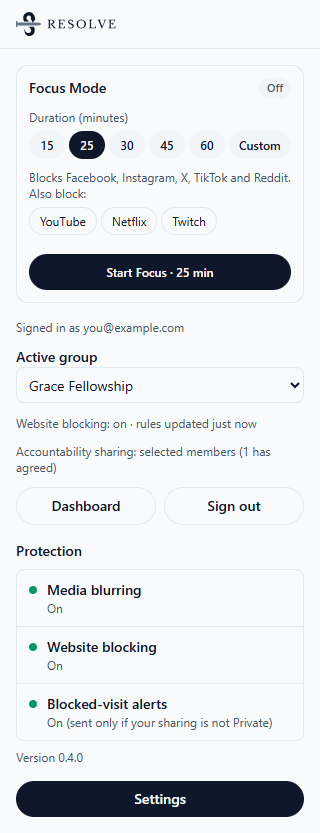 RESOLVE
Focus Mode
Off
Duration (minutes)
15 25 30 45 60 Custom
Blocks Facebook, Instagram, X, TikTok and Reddit.
Also block:
YouTube Netflix Twitch
Start Focus · 25 min
Signed in as you@example.com
Active group
Grace Fellowship
Website blocking: on · rules updated just now
Accountability sharing: selected members (1 has
agreed)
Dashboard Sign out
Protection
Media blurring
On
Website blocking
On
Blocked-visit alerts
On (sent only if your sharing is not Private)
Version 0.4.0
Settings